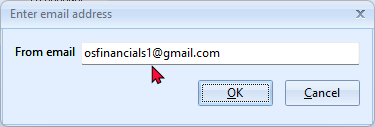 Enter email address
From email osfinancials1@gmail.com
OK Cancel